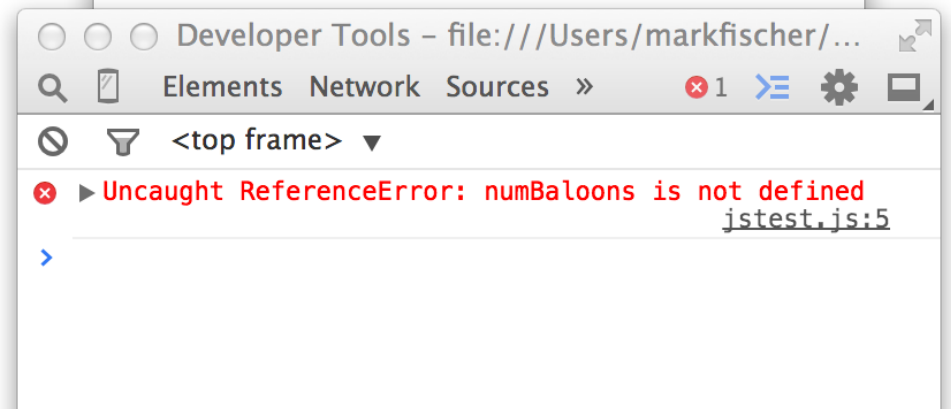 Developer Tools – file:///Users/markfischer/...
Elements Network Sources » 1
<top frame> ▼
Uncaught ReferenceError: numBaloons is not defined
jstest.js:5